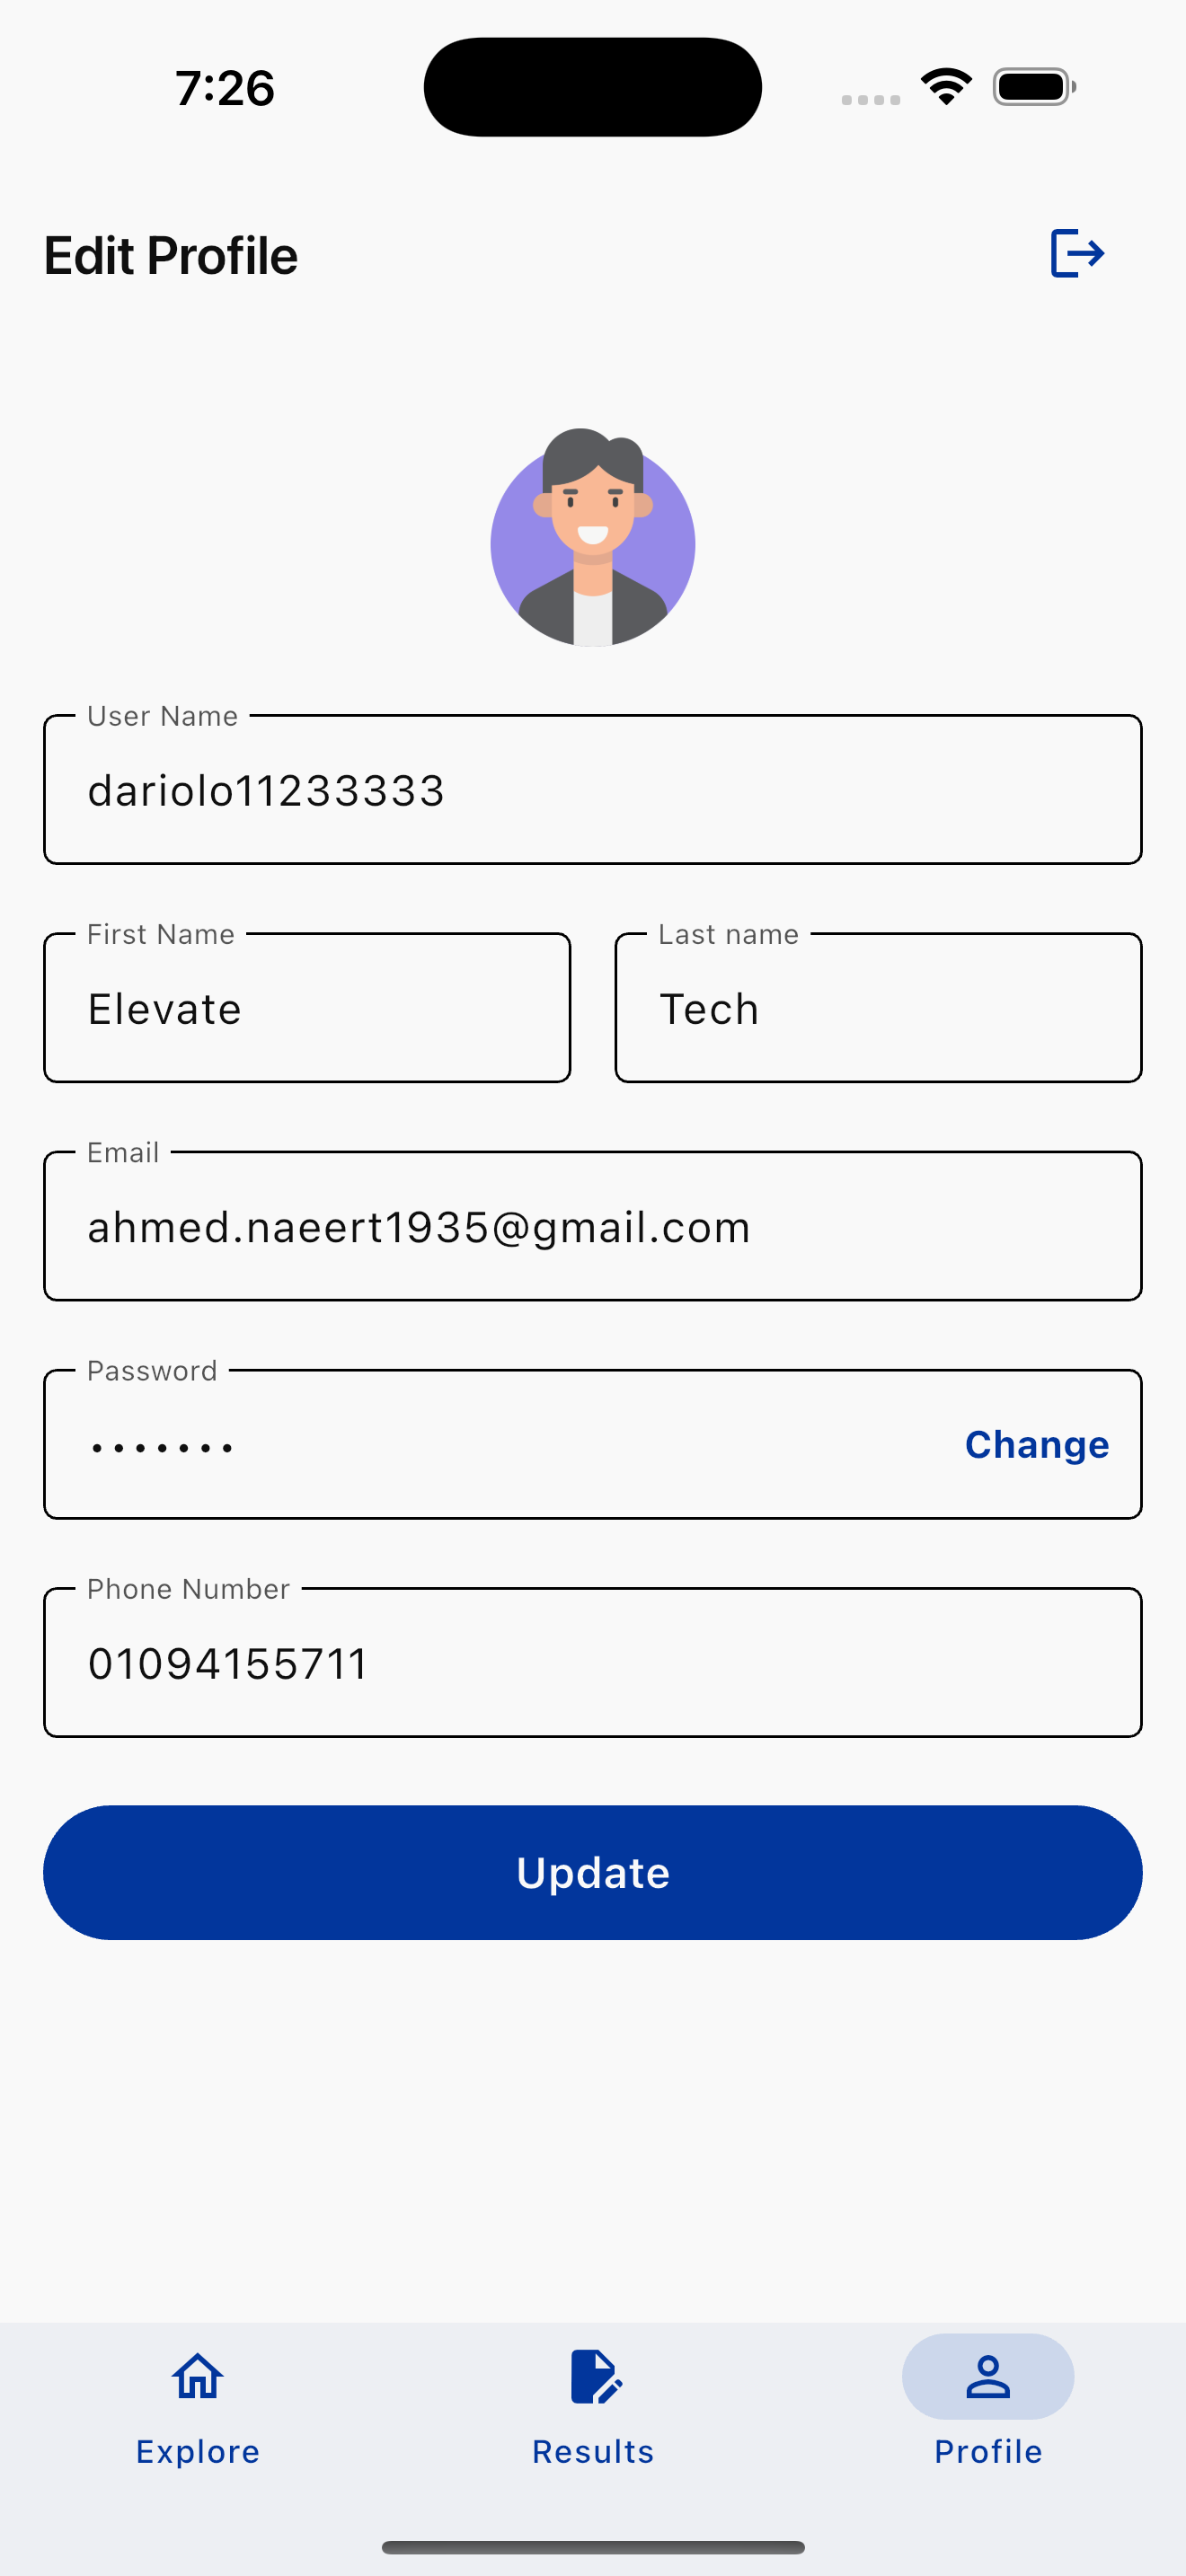 7:26
Edit Profile
User Name
dariolo11233333
First Name
Last name
Elevate
Tech
Email
ahmed.naeert1935@gmail.com
Password
•••••••
Change
Phone Number
01094155711
Update
Explore
Results
Profile